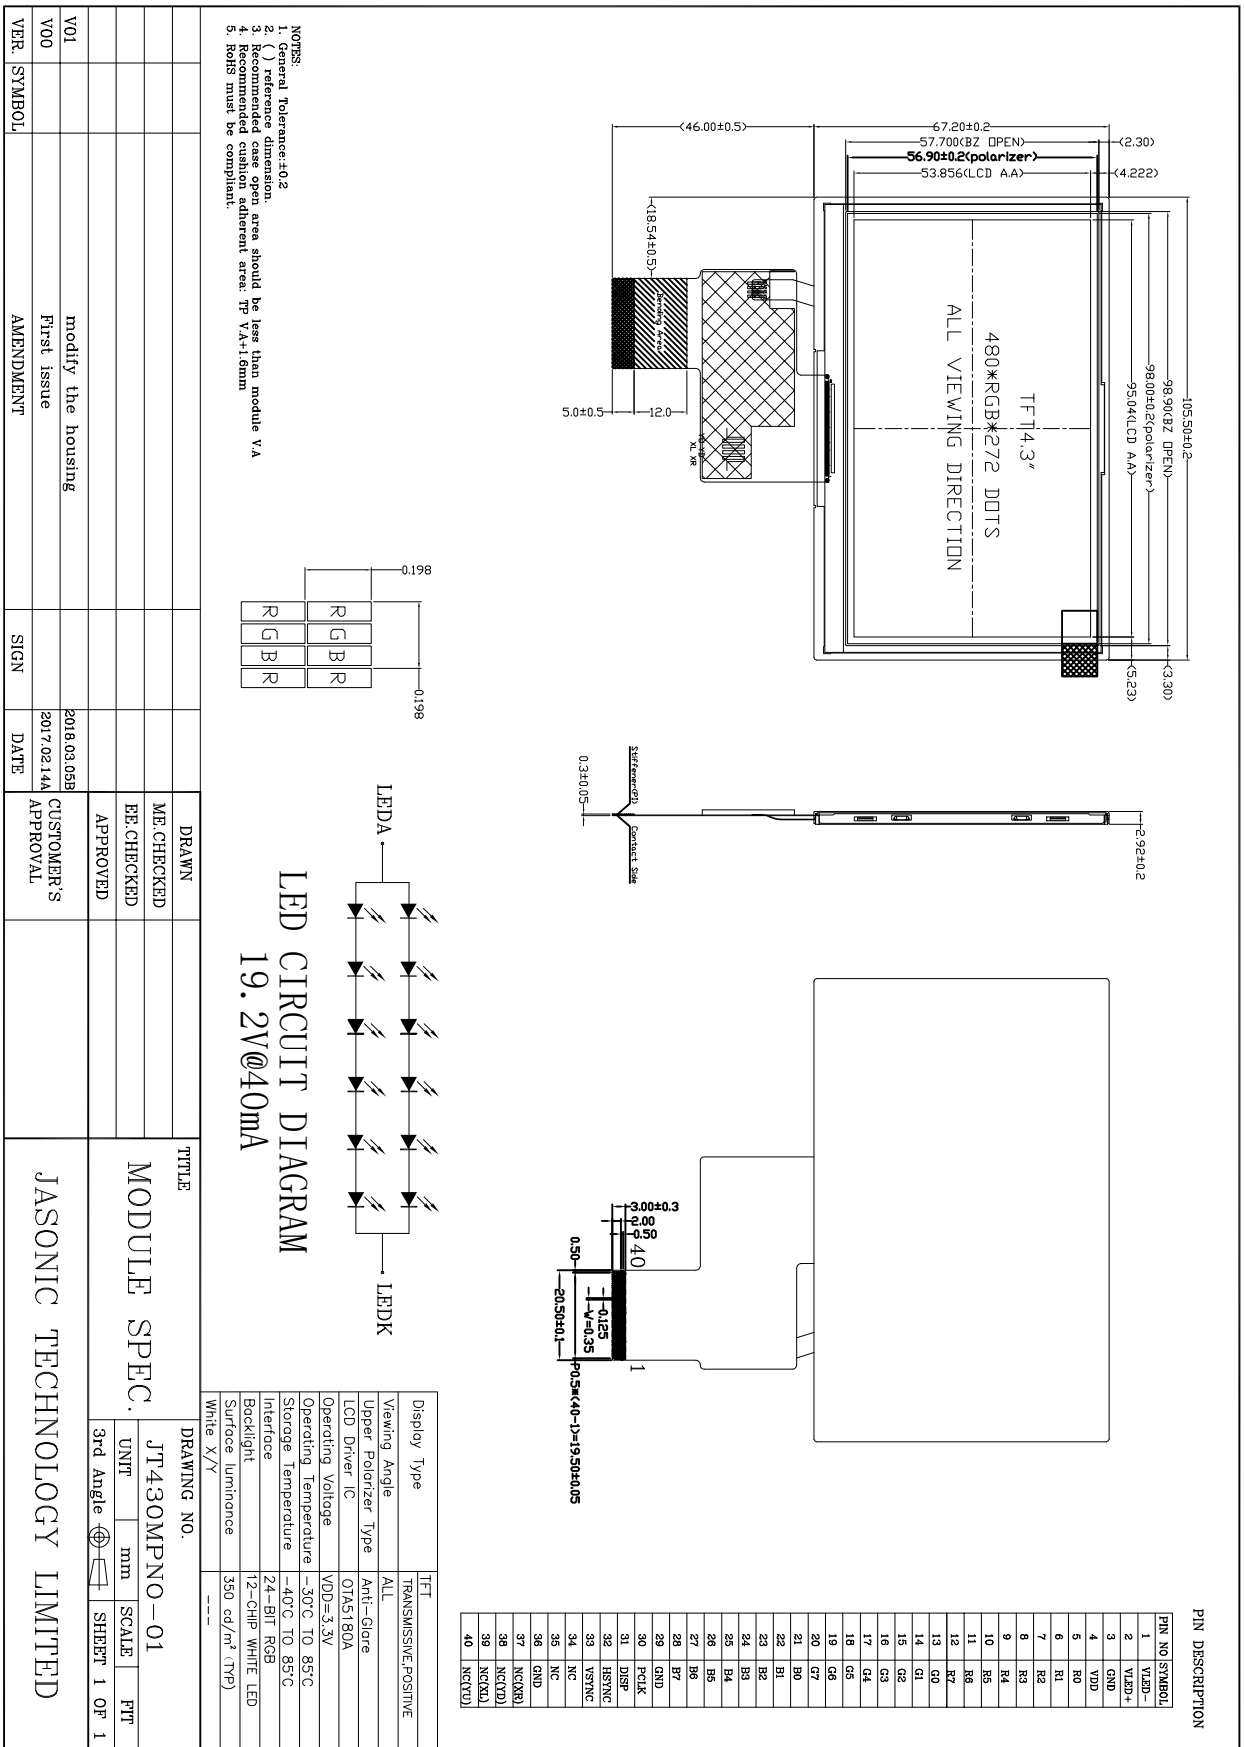 105.50±0.2
98.90(BZ OPEN)
98.00±0.2(polarizer)
95.04(LCD A.A)
(3.30)
(5.23)
67.20±0.2
57.700(BZ OPEN)
56.90±0.2(polarizer)
53.856(LCD A.A)
(2.30)
(4.222)
(46.00±0.5)
(18.54±0.5)
TFT4.3"
480*RGB*272 DOTS
ALL VIEWING DIRECTION
Bending Area
5.0±0.5
12.0
YU YD
XL XR
2.92±0.2
Stiffener(PI)
Contact Side
0.3±0.05
40
1
3.00±0.3
2.00
0.50
0.50
0.125
W=0.35
20.50±0.1
P0.5*(40-1)=19.50±0.05
PIN DESCRIPTION
PIN NO SYMBOL
1 VLED-
2 VLED+
3 GND
4 VDD
5 R0
6 R1
7 R2
8 R3
9 R4
10 R5
11 R6
12 R7
13 G0
14 G1
15 G2
16 G3
17 G4
18 G5
19 G6
20 G7
21 B0
22 B1
23 B2
24 B3
25 B4
26 B5
27 B6
28 B7
29 GND
30 PCLK
31 DISP
32 HSYNC
33 VSYNC
34 NC
35 NC
36 GND
37 NC(XR)
38 NC(YD)
39 NC(XL)
40 NC(YU)
0.198
0.198
R G B R
R G B R
LEDA
LEDK
LED CIRCUIT DIAGRAM
19.2V@40mA
Display Type TFT
TRANSMISSIVE,POSITIVE
Viewing Angle ALL
Upper Polarizer Type Anti-Glare
LCD Driver IC OTA5180A
Operating Voltage VDD=3.3V
Operating Temperature -30°C TO 85°C
Storage Temperature -40°C TO 85°C
Interface 24-BIT RGB
Backlight 12-CHIP WHITE LED
Surface luminance 350 cd/m² (TYP)
White X/Y ---
NOTES:
1. General Tolerance:±0.2
2. ( ) reference dimension.
3. Recommended case open area should be less than module V.A
4. Recommended cushion adherent area: TP V.A+1.6mm
5. RoHS must be compliant.
V01 modify the housing 2018.03.05B
V00 First issue 2017.02.14A
VER. SYMBOL AMENDMENT SIGN DATE
DRAWN
ME.CHECKED
EE.CHECKED
APPROVED
CUSTOMER'S
APPROVAL
TITLE
MODULE SPEC.
DRAWING NO.
JT430MPNO-01
UNIT mm SCALE FIT
3rd Angle SHEET 1 OF 1
JASONIC TECHNOLOGY LIMITED